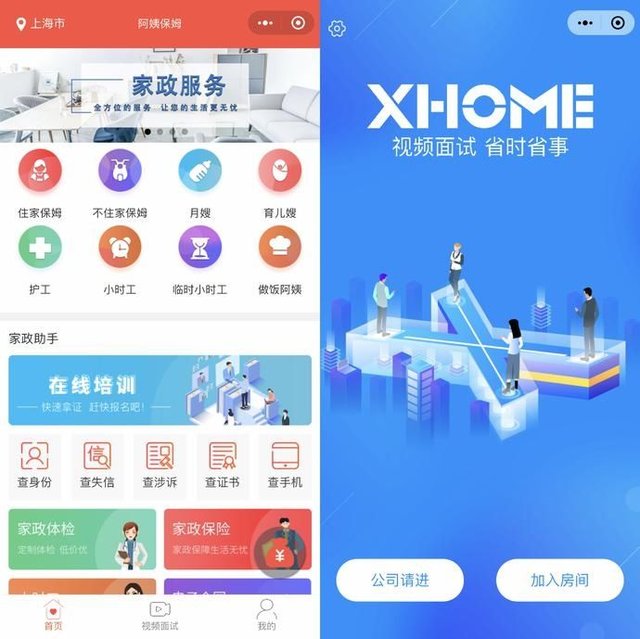 上海市
阿姨保姆
家政服务
全方位的服务 让您的生活更无忧
住家保姆
不住家保姆
月嫂
育儿嫂
护工
小时工
临时小时工
做饭阿姨
家政助手
在线培训
快速拿证 赶快报名吧!
信
查身份
查失信
查涉诉
查证书
查手机
家政体检
定制体检 低价优
家政保险
家政保障生活无忧
¥
首页
视频面试
我的
XHOME
视频面试 省时省事
公司请进
加入房间